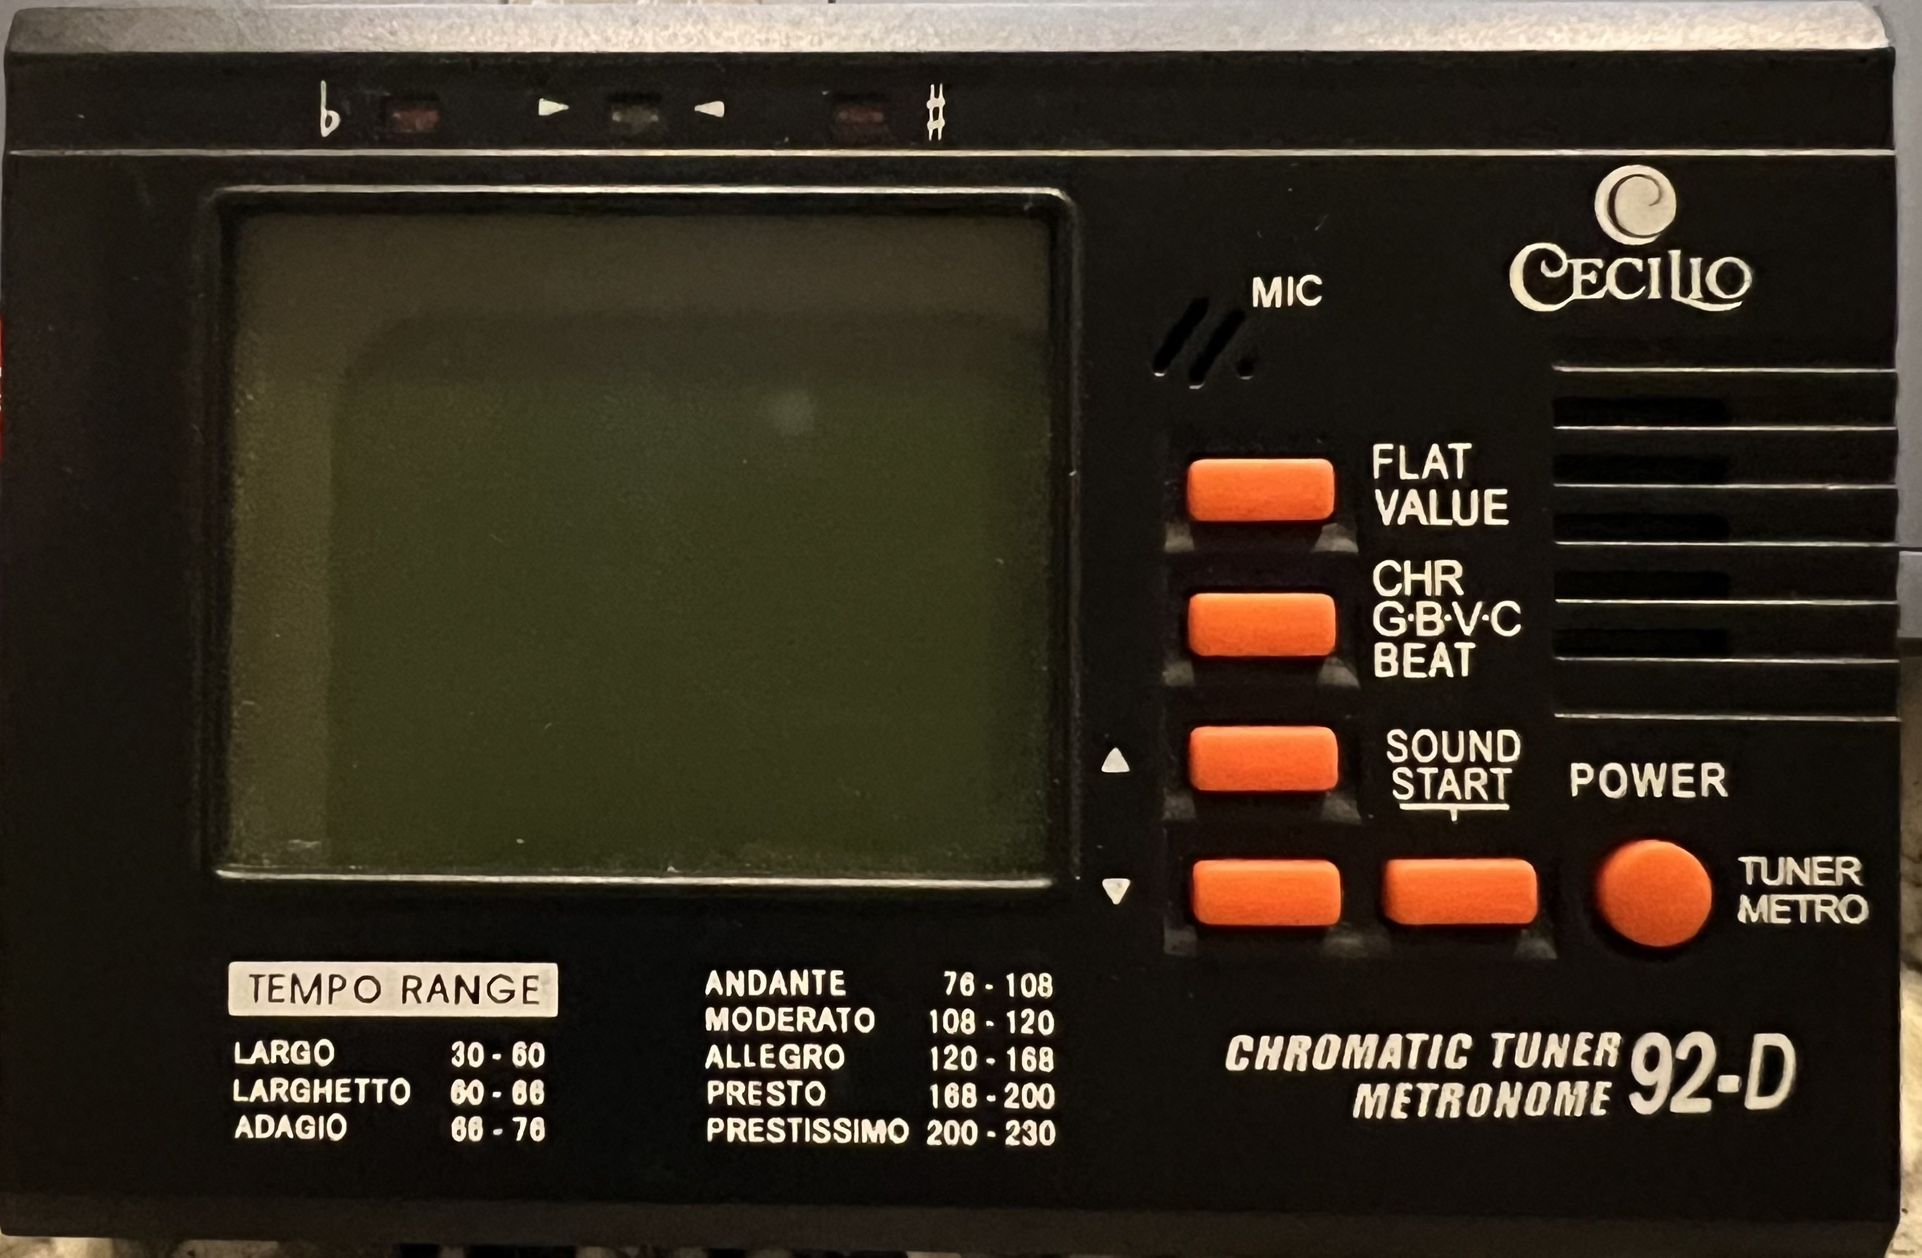 ♭ ♯
CECILIO
MIC
FLAT
VALUE
CHR
G·B·V·C
BEAT
SOUND
START
POWER
TUNER
METRO
TEMPO RANGE
LARGO 30 - 60
LARGHETTO 60 - 66
ADAGIO 66 - 76
ANDANTE 76 - 108
MODERATO 108 - 120
ALLEGRO 120 - 168
PRESTO 168 - 200
PRESTISSIMO 200 - 230
CHROMATIC TUNER
METRONOME 92-D